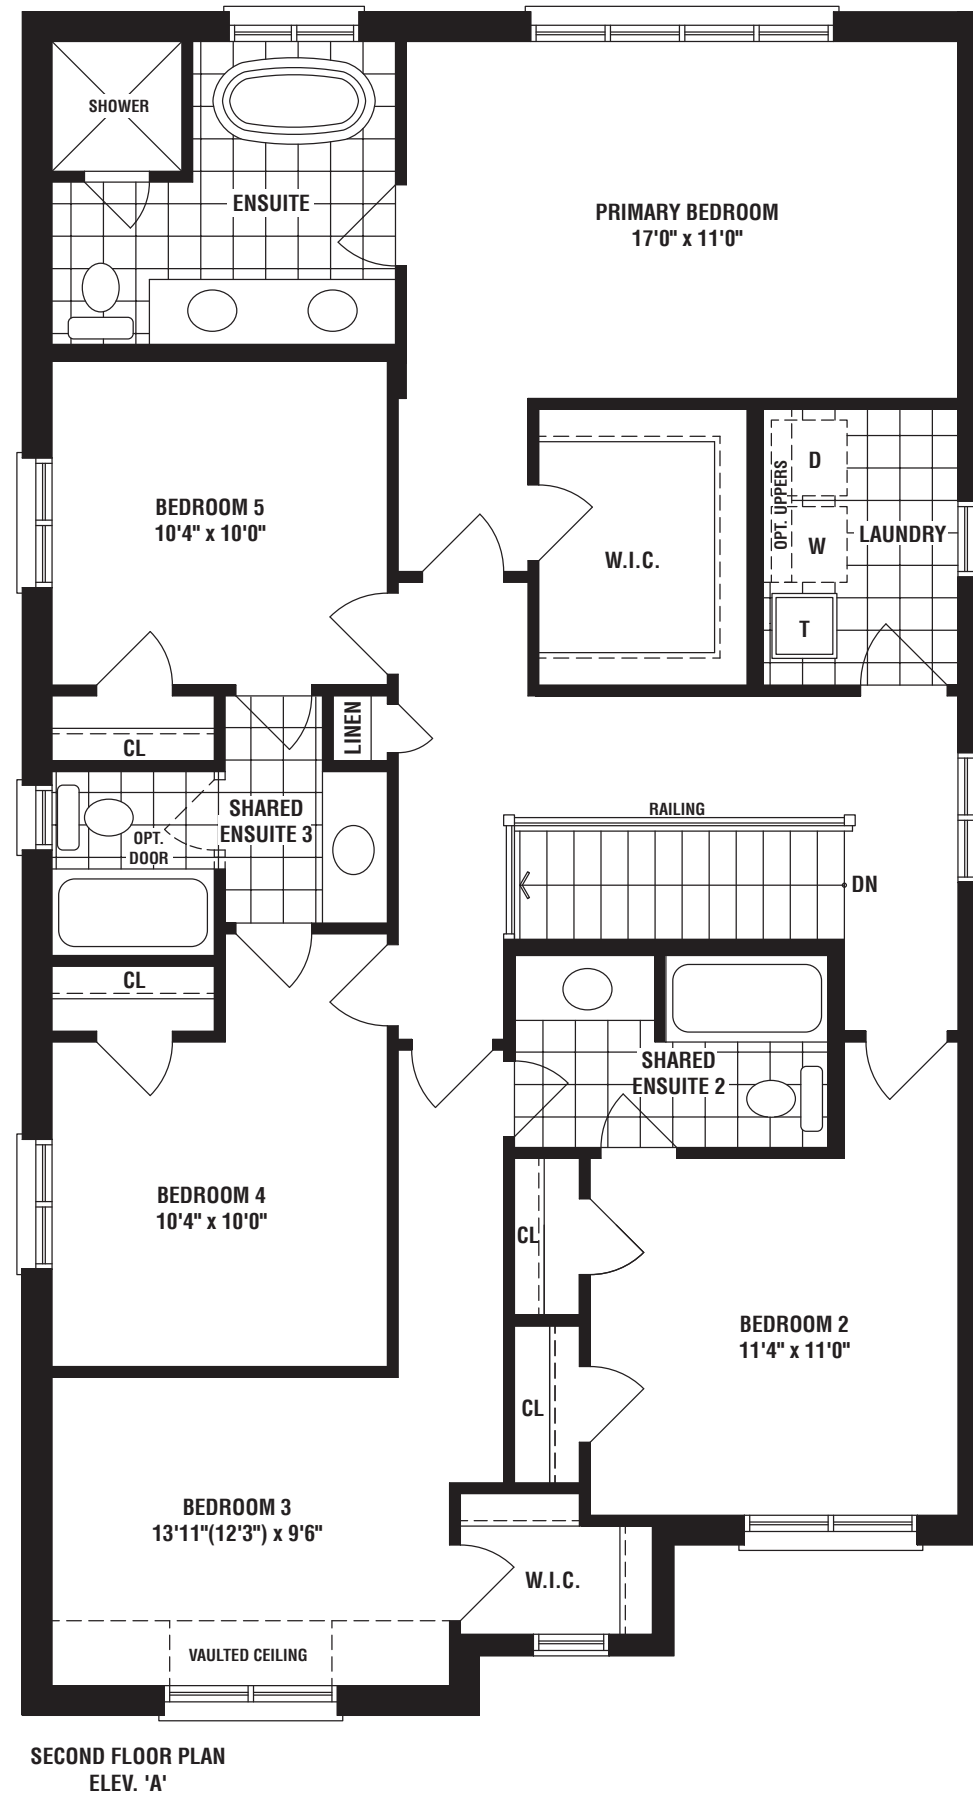 SHOWER
ENSUITE
PRIMARY BEDROOM
17'0" x 11'0"
BEDROOM 5
10'4" x 10'0"
W.I.C.
OPT. UPPERS
D
W
T
LAUNDRY
CL
LINEN
SHARED
ENSUITE 3
OPT.
DOOR
RAILING
DN
CL
SHARED
ENSUITE 2
BEDROOM 4
10'4" x 10'0"
CL
BEDROOM 2
11'4" x 11'0"
CL
BEDROOM 3
13'11"(12'3") x 9'6"
W.I.C.
VAULTED CEILING
SECOND FLOOR PLAN
ELEV. 'A'